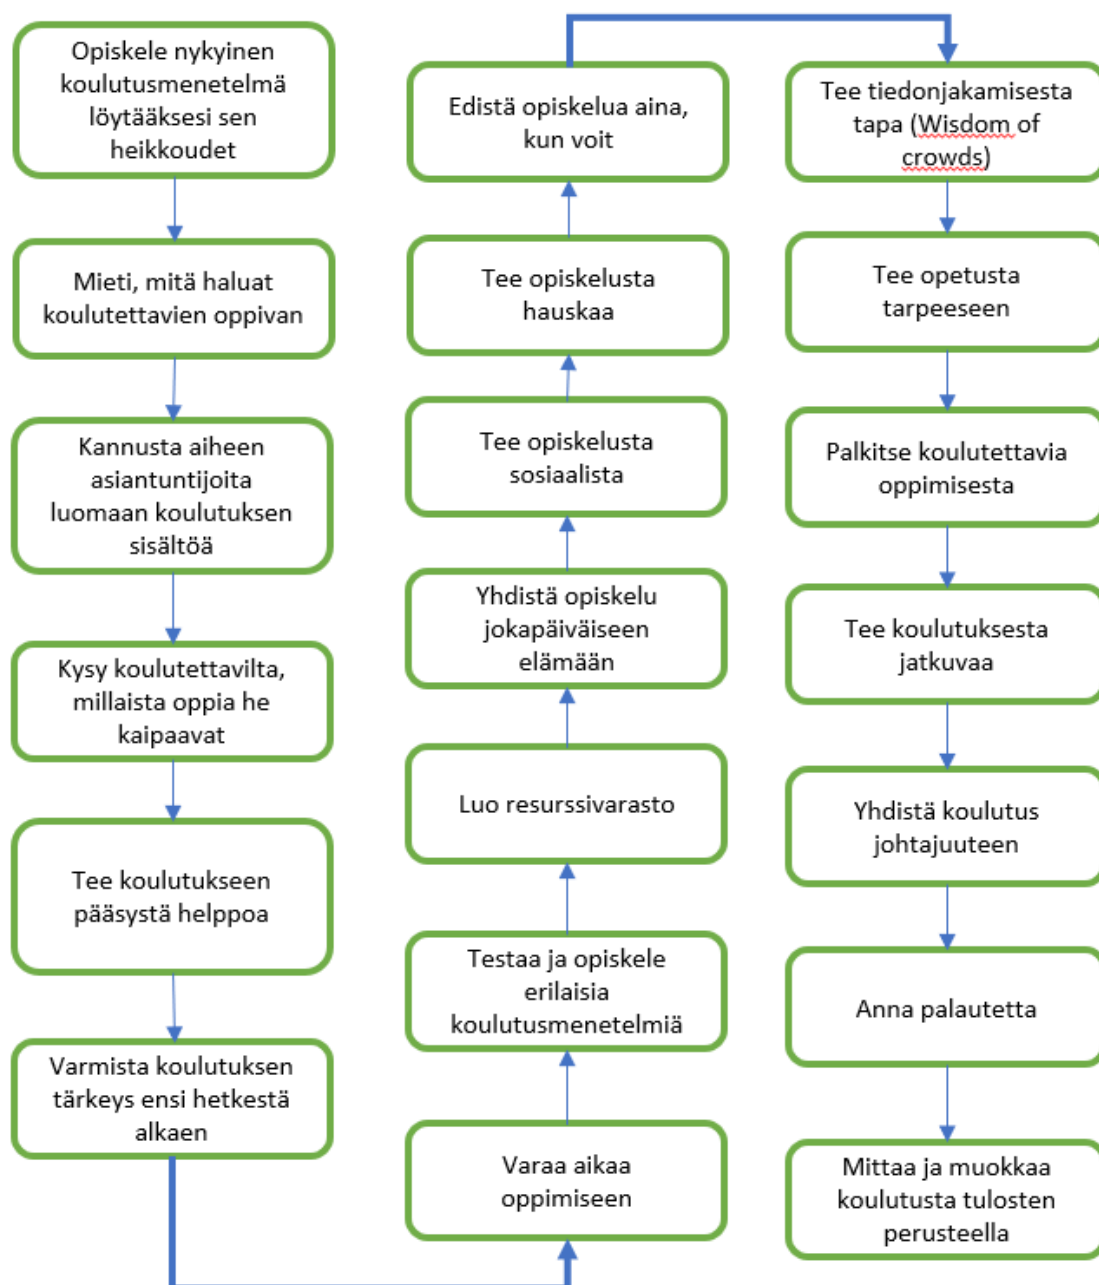 Opiskele nykyinen
koulutusmenetelmä
löytääksesi sen
heikkoudet
Mieti, mitä haluat
koulutettavien oppivan
Kannusta aiheen
asiantuntijoita
luomaan koulutuksen
sisältöä
Kysy koulutettavilta,
millaista oppia he
kaipaavat
Tee koulutukseen
pääsystä helppoa
Varmista koulutuksen
tärkeys ensi hetkestä
alkaen
Varaa aikaa
oppimiseen
Testaa ja opiskele
erilaisia
koulutusmenetelmiä
Luo resurssivarasto
Yhdistä opiskelu
jokapäiväiseen
elämään
Tee opiskelusta
sosiaalista
Tee opiskelusta
hauskaa
Edistä opiskelua aina,
kun voit
Tee tiedonjakamisesta
tapa (Wisdom of
crowds)
Tee opetusta
tarpeeseen
Palkitse koulutettavia
oppimisesta
Tee koulutuksesta
jatkuvaa
Yhdistä koulutus
johtajuuteen
Anna palautetta
Mittaa ja muokkaa
koulutusta tulosten
perusteella